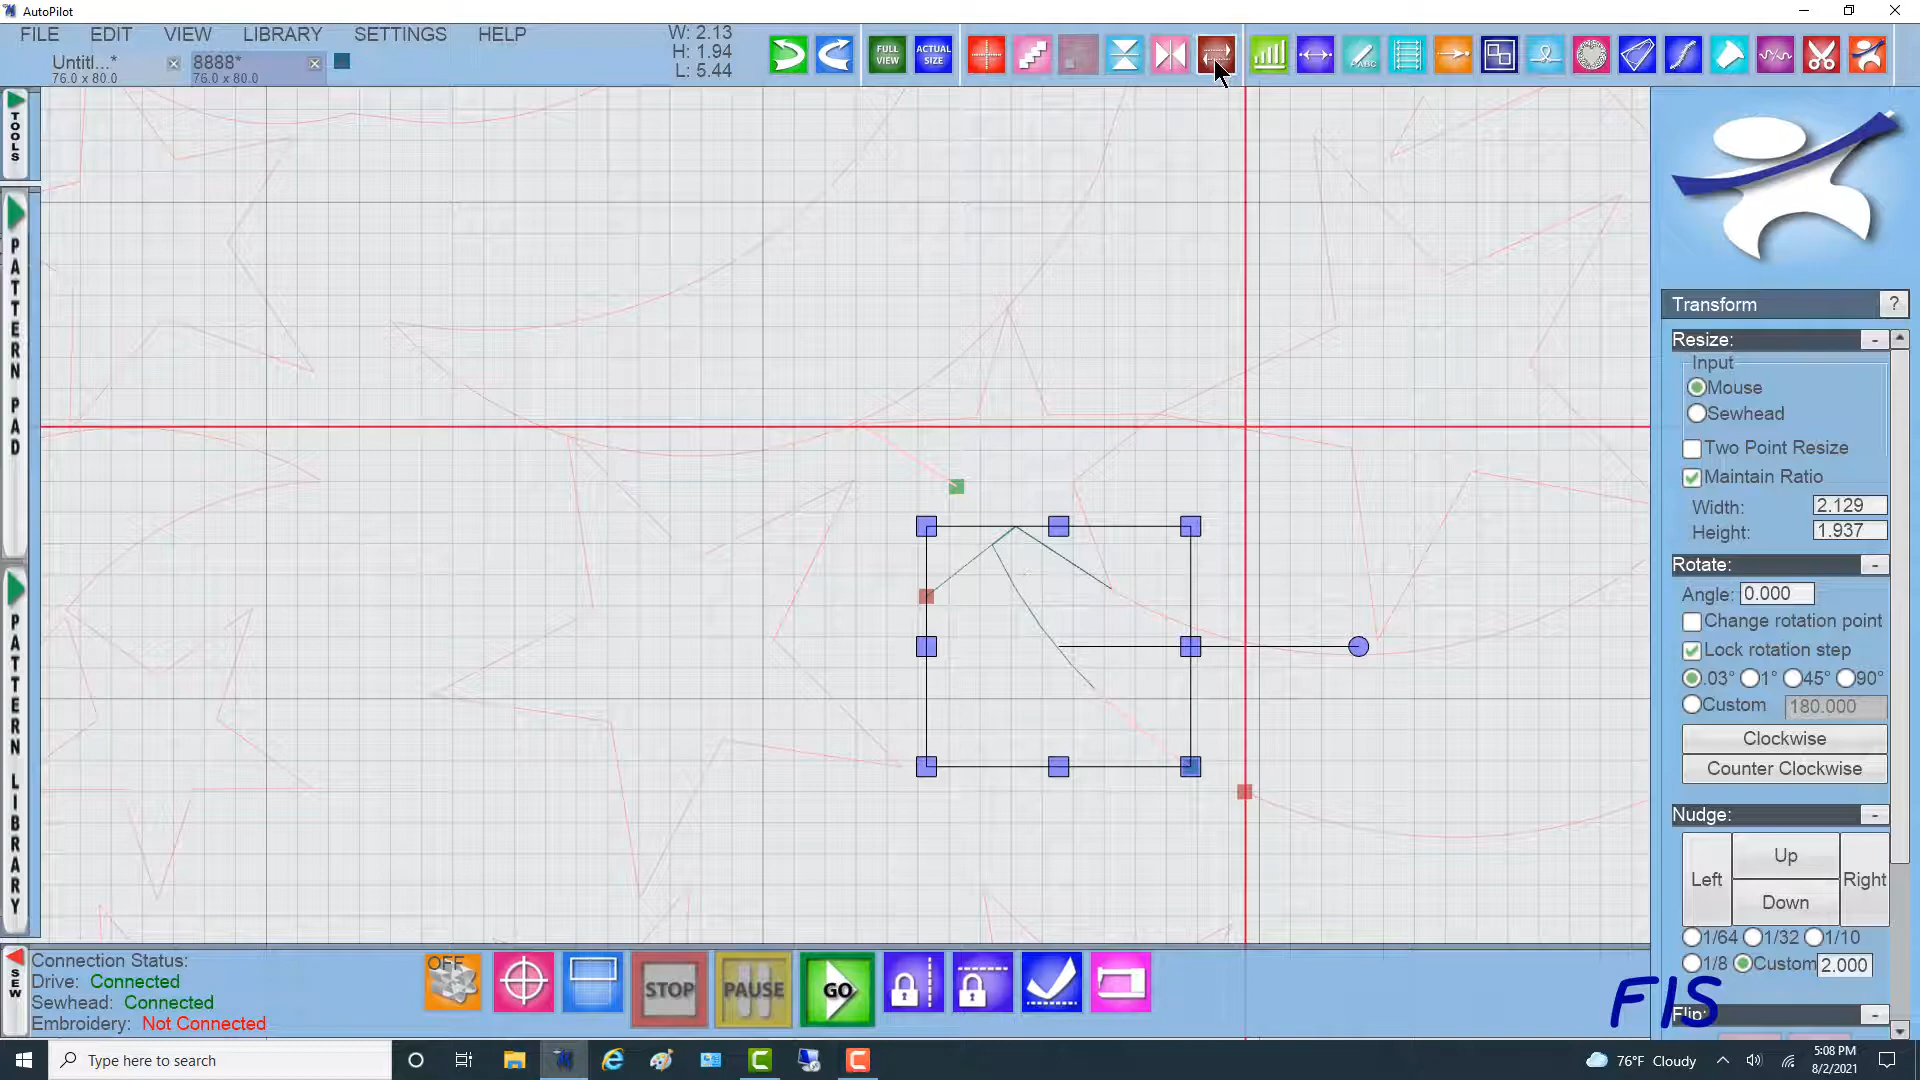 AutoPilot
FILE EDIT VIEW LIBRARY SETTINGS HELP
Untitl...*
76.0 x 80.0
8888*
76.0 x 80.0
W: 2.13
H: 1.94
L: 5.44
FULL VIEW
ACTUAL SIZE
ABC
TOOLS
PATTERN PAD
PATTERN LIBRARY
SEW
Transform ?
Resize: -
Input
Mouse
Sewhead
Two Point Resize
Maintain Ratio
Width: 2.129
Height: 1.937
Rotate: -
Angle: 0.000
Change rotation point
Lock rotation step
.03° 1° 45° 90°
Custom 180.000
Clockwise
Counter Clockwise
Nudge: -
Up
Left Right
Down
1/64 1/32 1/10
1/8 Custom 2.000
FIS
Flip: -
Connection Status:
Drive: Connected
Sewhead: Connected
Embroidery: Not Connected
OFF
STOP
PAUSE
GO
Type here to search
76°F Cloudy
5:08 PM
8/2/2021